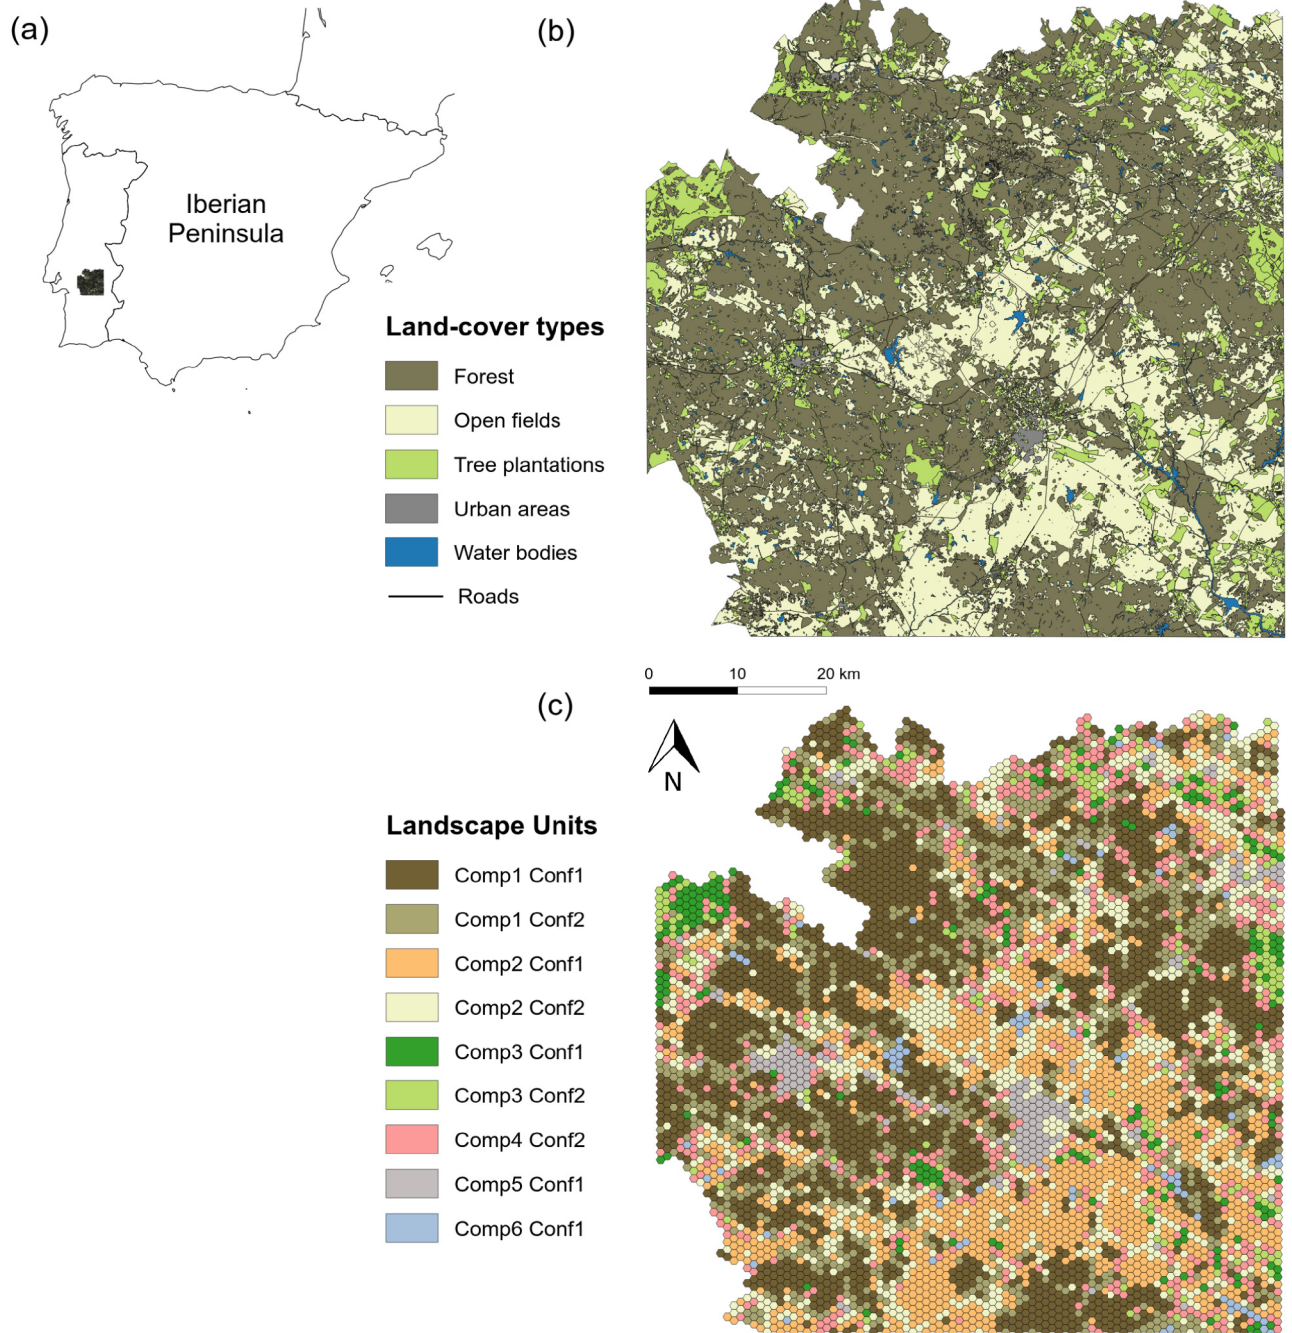 (a)
Iberian
Peninsula
(b)
Land-cover types
Forest
Open fields
Tree plantations
Urban areas
Water bodies
Roads
0 10 20 km
N
(c)
Landscape Units
Comp1 Conf1
Comp1 Conf2
Comp2 Conf1
Comp2 Conf2
Comp3 Conf1
Comp3 Conf2
Comp4 Conf2
Comp5 Conf1
Comp6 Conf1